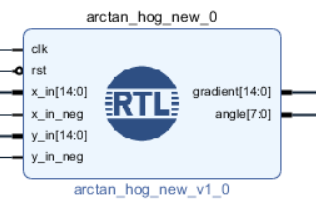 arctan_hog_new_0
clk
rst
x_in[14:0]
x_in_neg
y_in[14:0]
y_in_neg
RTL
gradient[14:0]
angle[7:0]
arctan_hog_new_v1_0